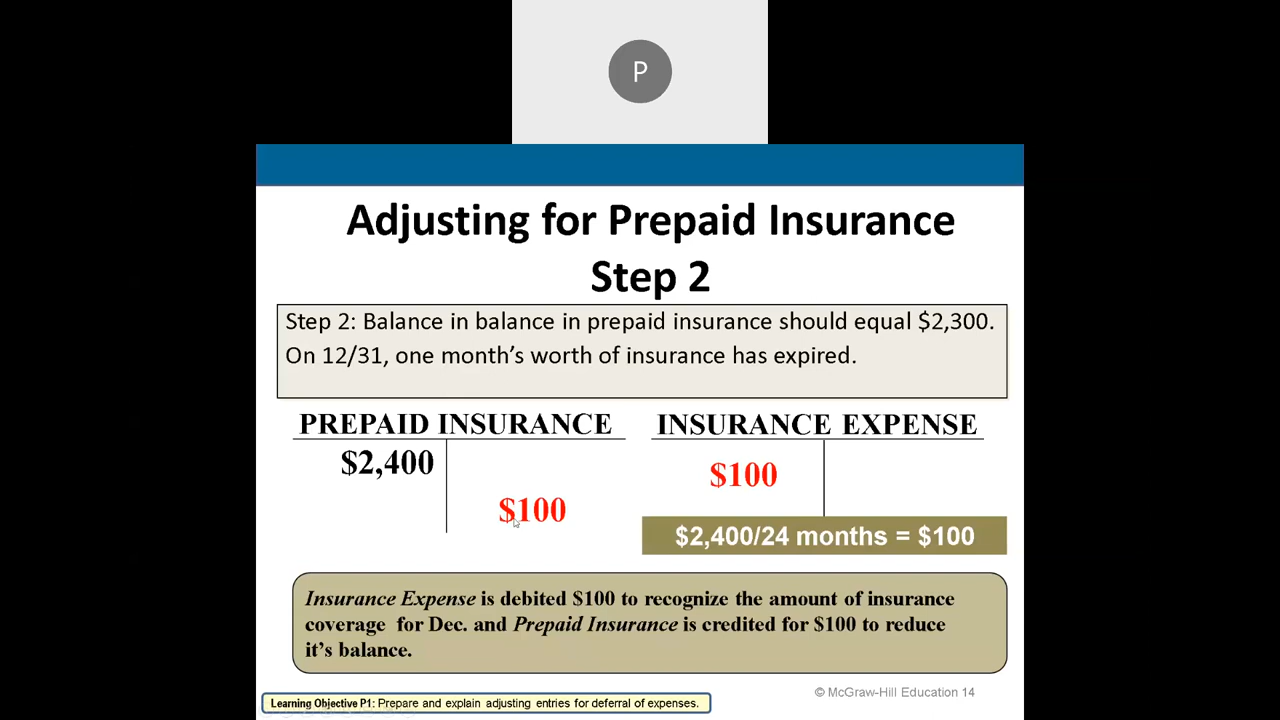 P
Adjusting for Prepaid Insurance
Step 2
Step 2: Balance in balance in prepaid insurance should equal $2,300.
On 12/31, one month's worth of insurance has expired.
PREPAID INSURANCE
$2,400
$100
INSURANCE EXPENSE
$100
$2,400/24 months = $100
Insurance Expense is debited $100 to recognize the amount of insurance
coverage for Dec. and Prepaid Insurance is credited for $100 to reduce
it's balance.
Learning Objective P1: Prepare and explain adjusting entries for deferral of expenses.
© McGraw-Hill Education 14